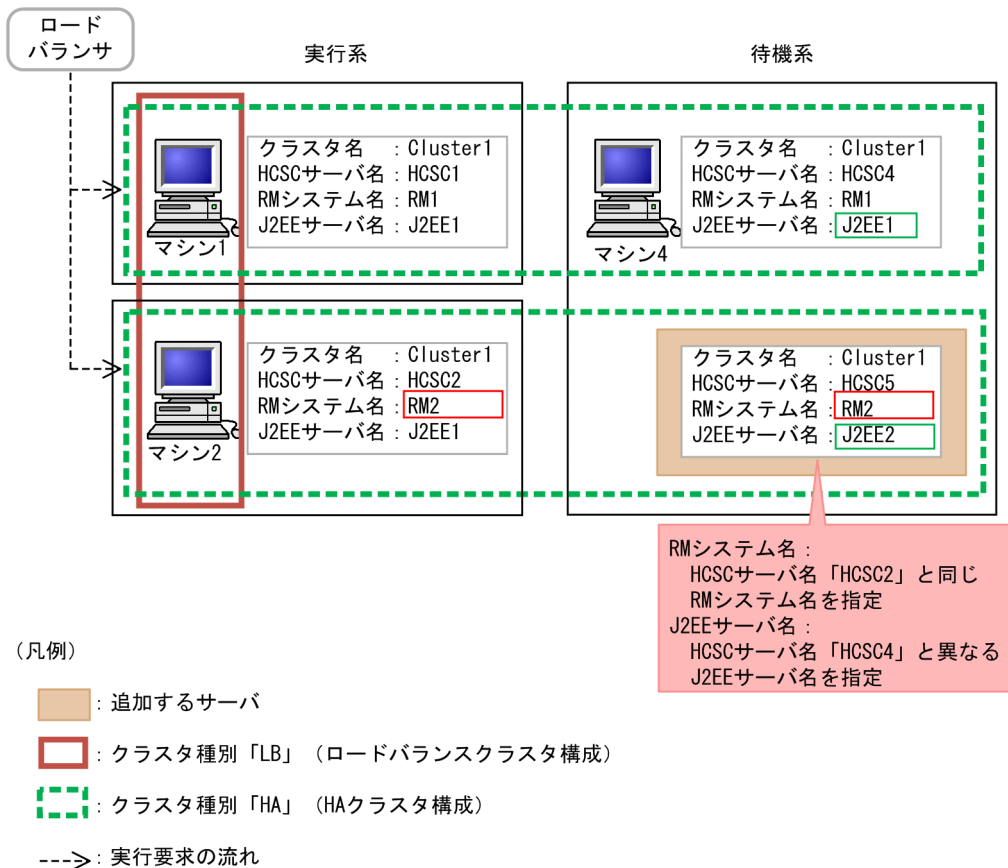 ロード
バランサ
実行系
待機系
クラスタ名　：Cluster1
HCSCサーバ名：HCSC1
RMシステム名：RM1
J2EEサーバ名：J2EE1
マシン1
クラスタ名　：Cluster1
HCSCサーバ名：HCSC4
RMシステム名：RM1
J2EEサーバ名：J2EE1
マシン4
クラスタ名　：Cluster1
HCSCサーバ名：HCSC2
RMシステム名：RM2
J2EEサーバ名：J2EE1
マシン2
クラスタ名　：Cluster1
HCSCサーバ名：HCSC5
RMシステム名：RM2
J2EEサーバ名：J2EE2
RMシステム名：
HCSCサーバ名「HCSC2」と同じ
RMシステム名を指定
J2EEサーバ名：
HCSCサーバ名「HCSC4」と異なる
J2EEサーバ名を指定
（凡例）
：追加するサーバ
：クラスタ種別「LB」（ロードバランスクラスタ構成）
：クラスタ種別「HA」（HAクラスタ構成）
：実行要求の流れ